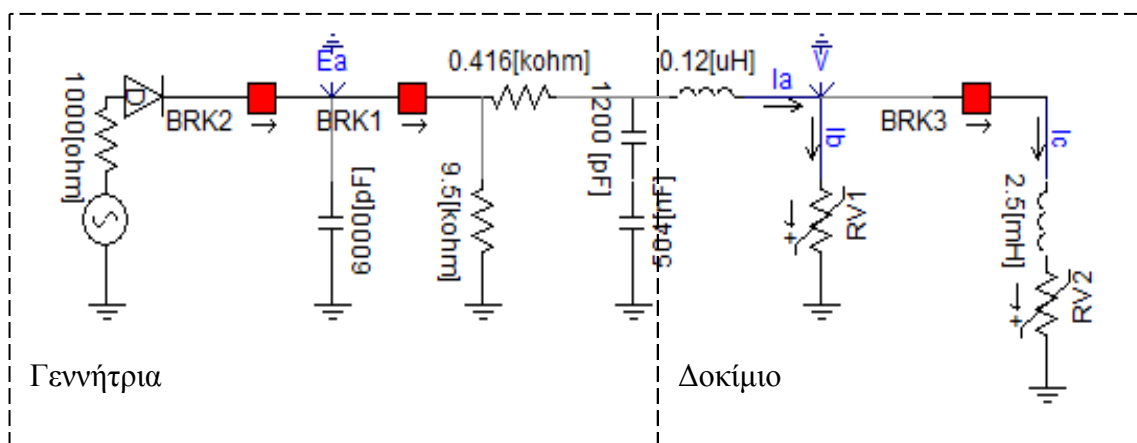 1000[ohm]
D
BRK2
Ea
BRK1
6000[pF]
9.5[kohm]
0.416[kohm]
1200 [pF]
504[nF]
0.12[uH]
Ia
V
Ib
+
RV1
BRK3
Ic
2.5[mH]
+
RV2
Γεννήτρια
Δοκίμιο